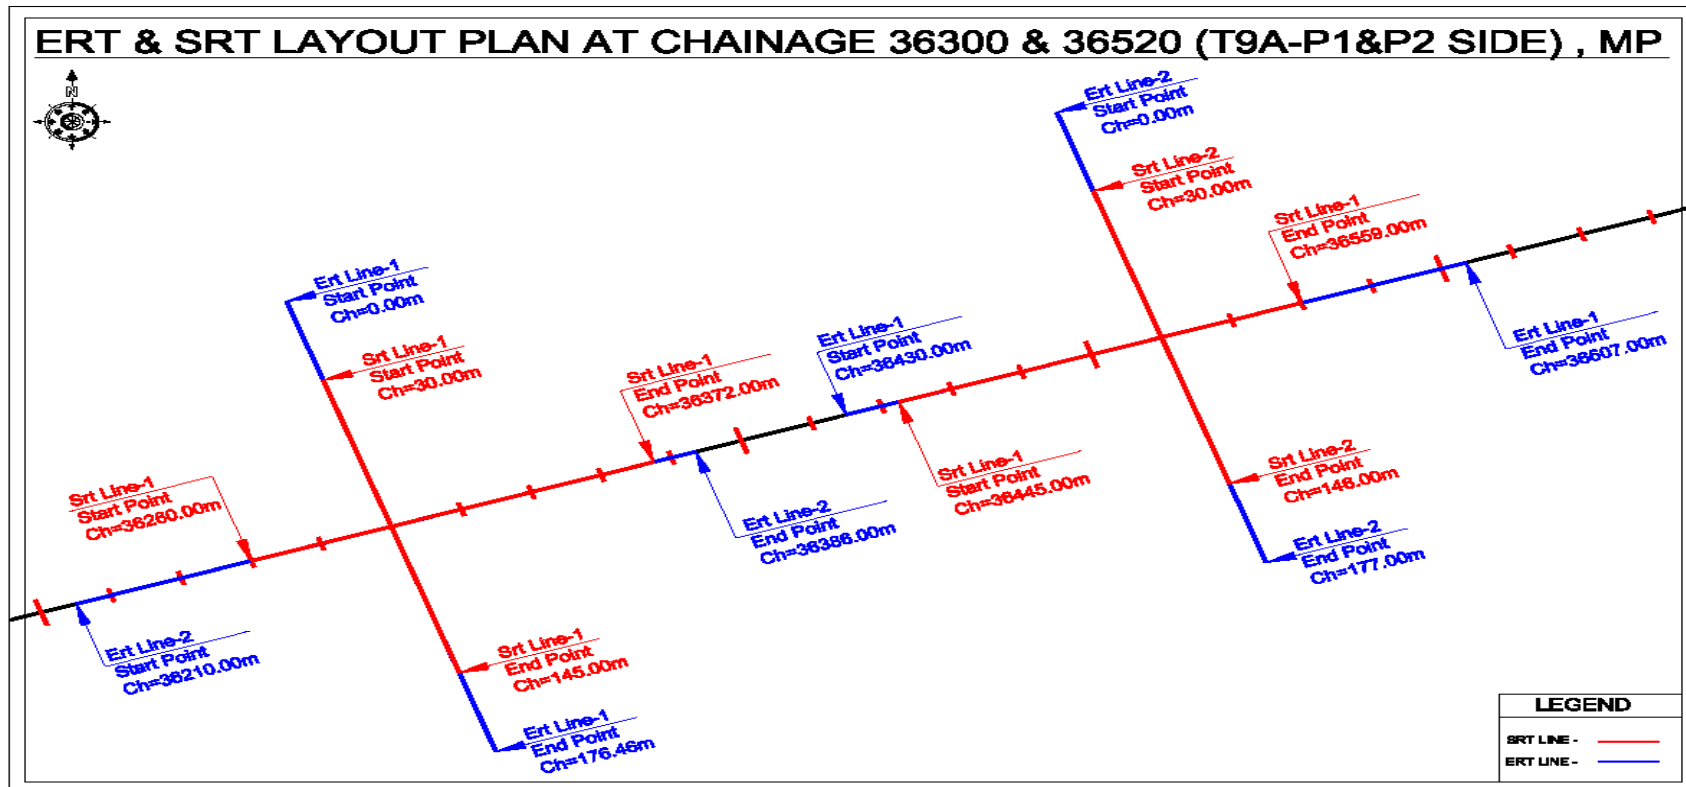 ERT & SRT LAYOUT PLAN AT CHAINAGE 36300 & 36520 (T9A-P1&P2 SIDE) , MP
N
Ert Line-2
Start Point
Ch=0.00m
Srt Line-2
Start Point
Ch=30.00m
Srt Line-1
End Point
Ch=36559.00m
Ert Line-1
Start Point
Ch=0.00m
Srt Line-1
Start Point
Ch=30.00m
Ert Line-1
Start Point
Ch=36430.00m
Ert Line-1
End Point
Ch=36607.00m
Srt Line-1
End Point
Ch=36372.00m
Srt Line-1
Start Point
Ch=36445.00m
Srt Line-2
End Point
Ch=146.00m
Srt Line-1
Start Point
Ch=36260.00m
Ert Line-2
End Point
Ch=36386.00m
Ert Line-2
End Point
Ch=177.00m
Ert Line-2
Start Point
Ch=36210.00m
Srt Line-1
End Point
Ch=145.00m
Ert Line-1
End Point
Ch=176.46m
LEGEND
SRT LINE -
ERT LINE -